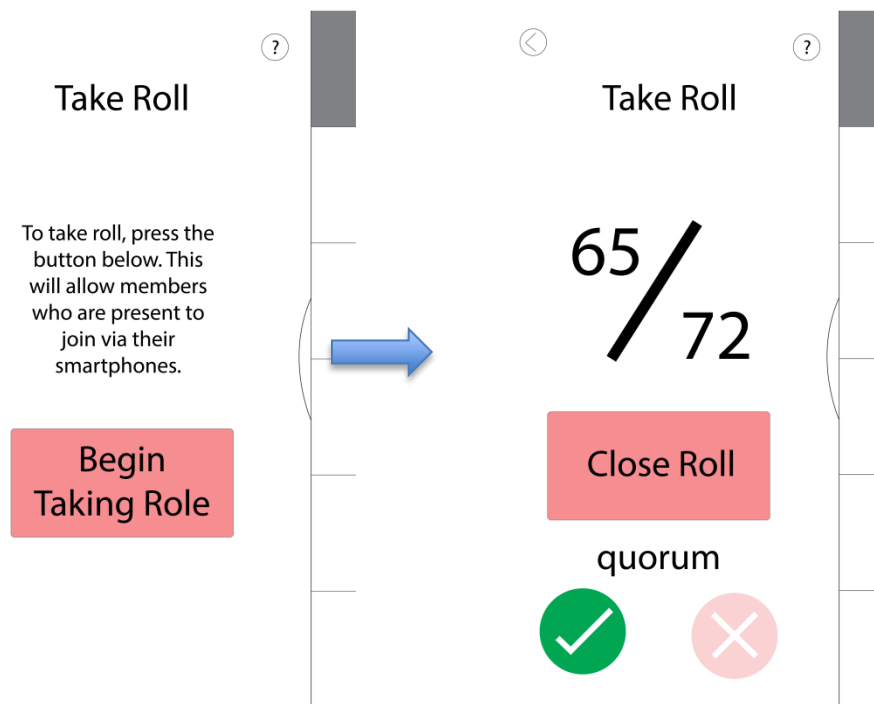 ?
Take Roll
To take roll, press the
button below. This
will allow members
who are present to
join via their
smartphones.
Begin
Taking Role
?
Take Roll
65/72
Close Roll
quorum